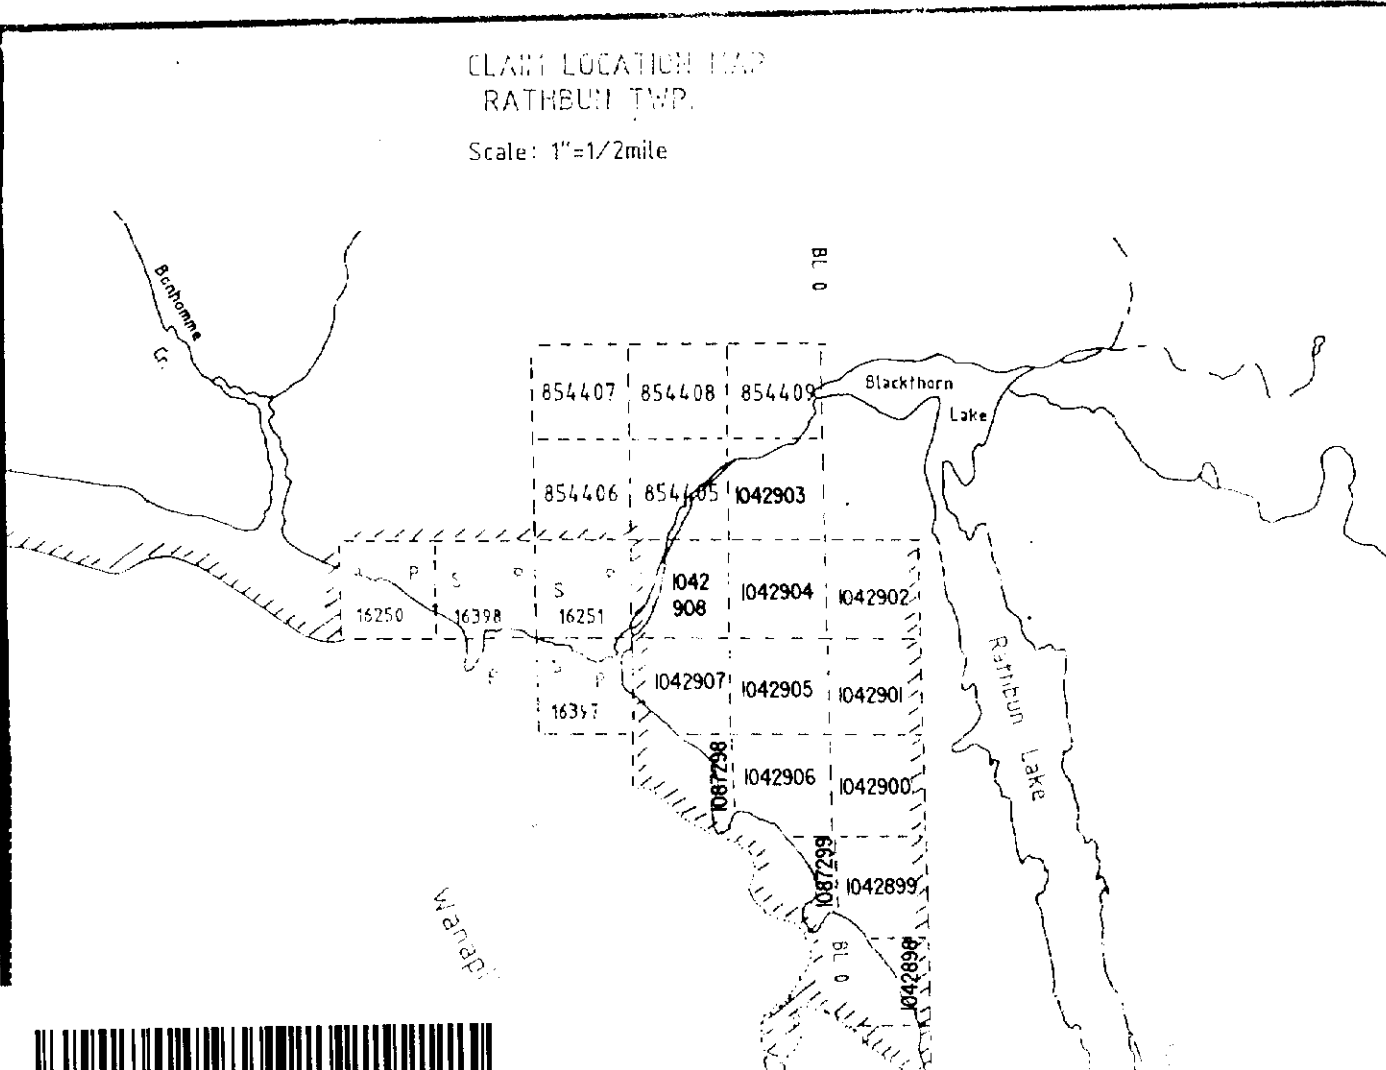 CLAIM LOCATION MAP
RATHBUN TWP.
Scale: 1"=1/2mile
BL 0
Bonhomme
Cr.
854407
854408
854409
Blackthorn
Lake
854406
854405
1042903
P
S
P
S
P
16250
16398
16251
1042
908
1042904
1042902
S
P
P
16397
1042907
1042905
1042901
Rathbun Lake
1087298
1042906
1042900
1087299
1042899
Wanapi
BL 0
1042898